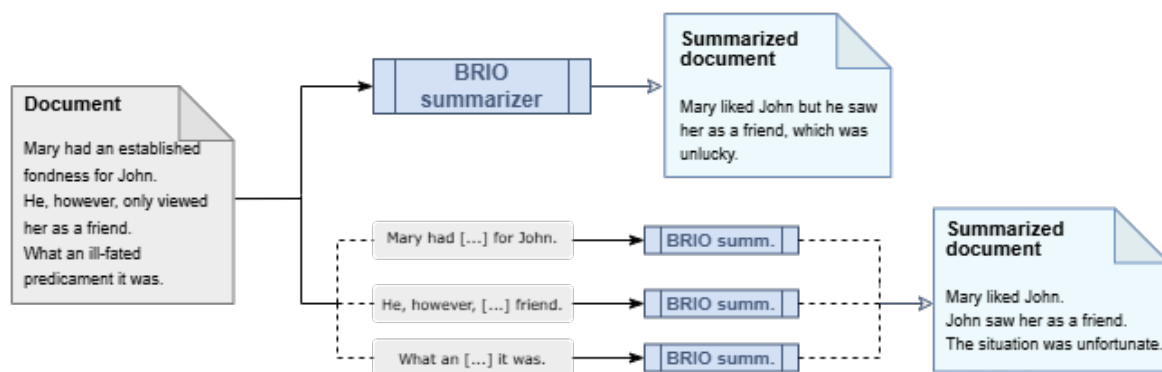 Document
Mary had an established
fondness for John.
He, however, only viewed
her as a friend.
What an ill-fated
predicament it was.
BRIO
summarizer
Summarized
document
Mary liked John but he saw
her as a friend, which was
unlucky.
Mary had [...] for John.
BRIO summ.
He, however, [...] friend.
BRIO summ.
What an [...] it was.
BRIO summ.
Summarized
document
Mary liked John.
John saw her as a friend.
The situation was unfortunate.